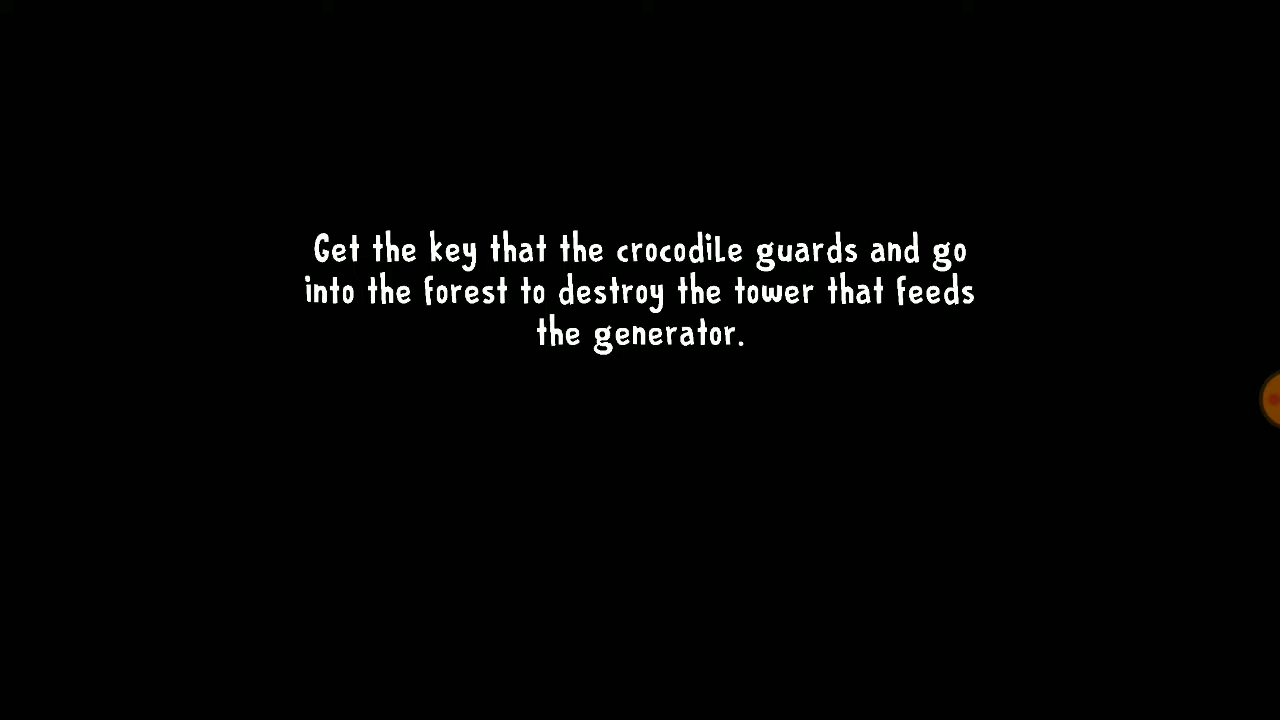 Get the key that the crocodile guards and go
into the forest to destroy the tower that feeds
the generator.